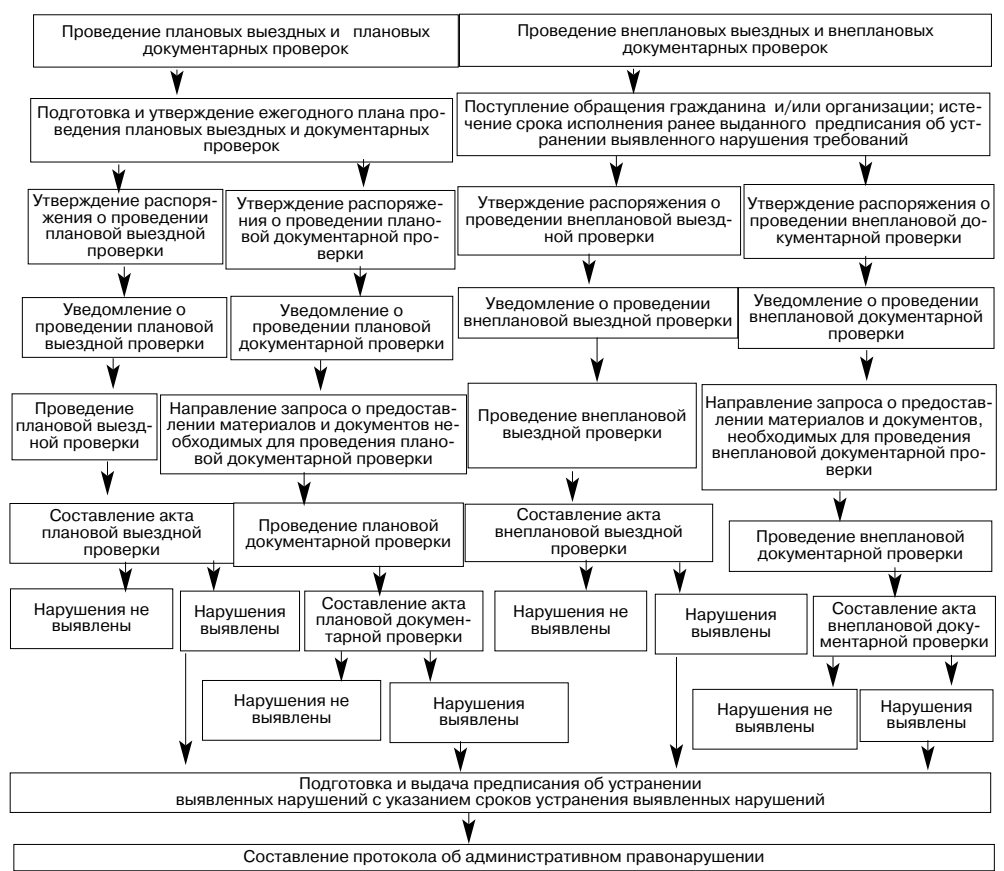 Проведение плановых выездных и плановых
документарных проверок
Проведение внеплановых выездных и внеплановых
документарных проверок
Подготовка и утверждение ежегодного плана про-
ведения плановых выездных и документарных
проверок
Поступление обращения гражданина и/или организации; исте-
чение срока исполнения ранее выданного предписания об уст-
ранении выявленного нарушения требований
Утверждение распоря-
жения о проведении
плановой выездной
проверки
Утверждение распоряже-
ния о проведении плано-
вой документарной про-
верки
Утверждение распоряжения о
проведении внеплановой выезд-
ной проверки
Утверждение распоряжения о
проведении внеплановой до-
кументарной проверки
Уведомление о
проведении плановой
выездной проверки
Уведомление о
проведении плановой
документарной проверки
Уведомление о проведении
внеплановой выездной проверки
Уведомление о проведении
внеплановой документарной
проверки
Проведение
плановой выезд-
ной проверки
Направление запроса о предостав-
лении материалов и документов не-
обходимых для проведения плано-
вой документарной проверки
Проведение внеплановой
выездной проверки
Направление запроса о предостав-
лении материалов и документов,
необходимых для проведения
внеплановой документарной про-
верки
Составление акта
плановой выездной
проверки
Проведение плановой
документарной проверки
Составление акта
внеплановой выездной
проверки
Проведение внеплановой
документарной проверки
Нарушения не
выявлены
Нарушения
выявлены
Составление акта
плановой докумен-
тарной проверки
Нарушения не
выявлены
Нарушения
выявлены
Составление акта
внеплановой доку-
ментарной проверки
Нарушения не
выявлены
Нарушения
выявлены
Нарушения не
выявлены
Нарушения
выявлены
Подготовка и выдача предписания об устранении
выявленных нарушений с указанием сроков устранения выявленных нарушений
Составление протокола об административном правонарушении